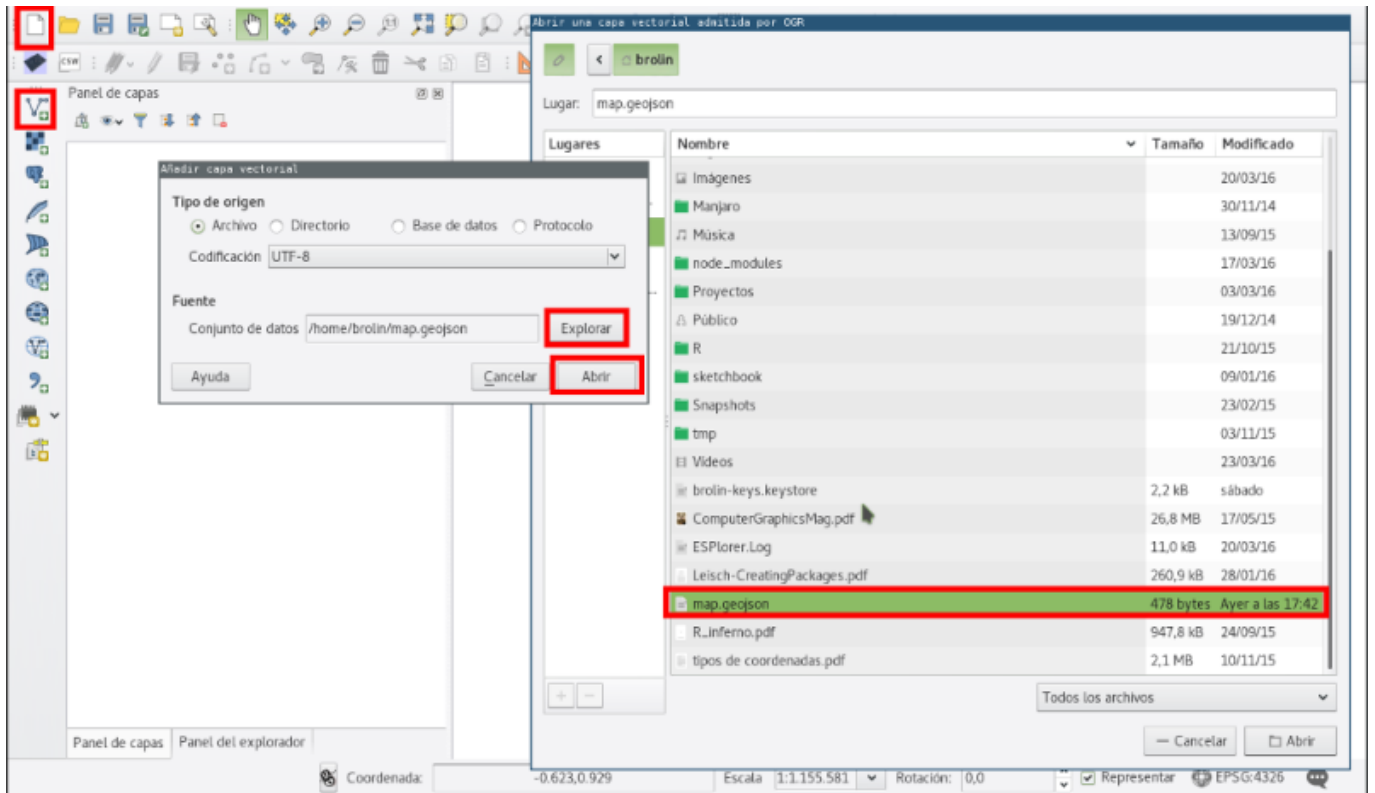 Abrir una capa vectorial admitida por OGR
CSW
brolin
Panel de capas
Lugar: map.geojson
Lugares
Nombre Tamaño Modificado
Imágenes 20/03/16
Manjaro 30/11/14
Música 13/09/15
node_modules 17/03/16
Proyectos 03/03/16
Público 19/12/14
R 21/10/15
sketchbook 09/01/16
Snapshots 23/02/15
tmp 03/11/15
Vídeos 23/03/16
brolin-keys.keystore 2,2 kB sábado
ComputerGraphicsMag.pdf 26,8 MB 17/05/15
ESPlorer.Log 11,0 kB 20/03/16
Leisch-CreatingPackages.pdf 260,9 kB 28/01/16
map.geojson 478 bytes Ayer a las 17:42
R_inferno.pdf 947,8 kB 24/09/15
tipos de coordenadas.pdf 2,1 MB 10/11/15
Todos los archivos
Cancelar Abrir
Añadir capa vectorial
Tipo de origen
Archivo Directorio Base de datos Protocolo
Codificación UTF-8
Fuente
Conjunto de datos /home/brolin/map.geojson Explorar
Ayuda Cancelar Abrir
Panel de capas Panel del explorador
Coordenada: -0.623,0.929 Escala 1:1.155.581 Rotación: 0,0 Representar EPSG:4326